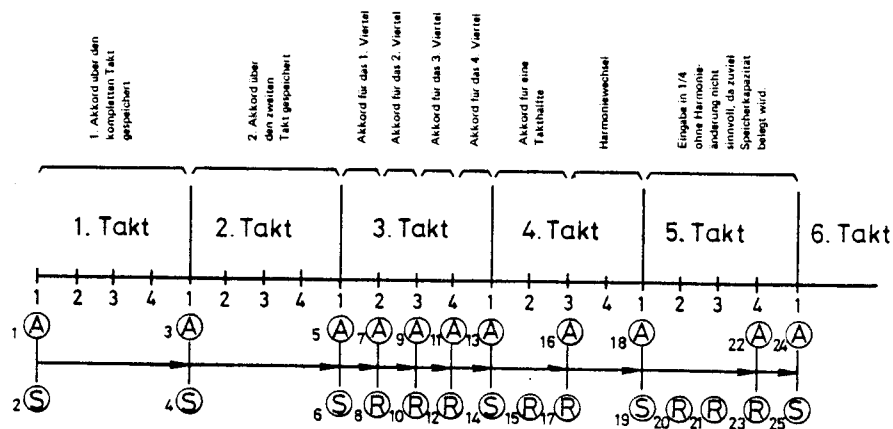 1. Akkord über den
kompletten Takt
gespeichert
2. Akkord über
den zweiten
Takt gespeichert
Akkord für das 1. Viertel
Akkord für das 2. Viertel
Akkord für das 3 Viertel
Akkord für das 4. Viertel
Akkord für eine
Takthälfte
Harmoniewechsel
Eingabe in 1/4
ohne Harmonie-
änderung nicht
sinnvoll, da zuviel
Speicherkapazität
belegt wird.
1. Takt 2. Takt 3. Takt 4. Takt 5. Takt 6. Takt
1 2 3 4 1 2 3 4 1 2 3 4 1 2 3 1 2 3 4 1
1 A 3 A 5 A 7 A 9 A 11 A 13 A 16 A 18 A 22 A 24 A
2 S 4 S 6 S 8 R 10 R 12 R 14 S 15 R 17 R 19 S 20 R 21 R 23 R 25 S